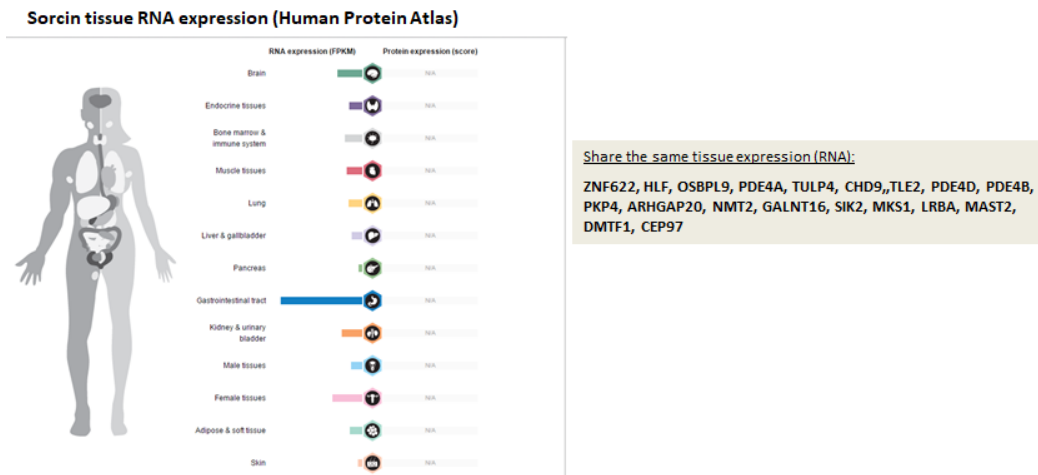 Sorcin tissue RNA expression (Human Protein Atlas)
RNA expression (FPKM) Protein expression (score)
Brain N/A
Endocrine tissues N/A
Bone marrow &
immune system N/A
Muscle tissues N/A
Lung N/A
Liver & gallbladder N/A
Pancreas N/A
Gastrointestinal tract N/A
Kidney & urinary
bladder N/A
Male tissues N/A
Female tissues N/A
Adipose & soft tissue N/A
Skin N/A
Share the same tissue expression (RNA):
ZNF622, HLF, OSBPL9, PDE4A, TULP4, CHD9,,TLE2, PDE4D, PDE4B,
PKP4, ARHGAP20, NMT2, GALNT16, SIK2, MKS1, LRBA, MAST2,
DMTF1, CEP97